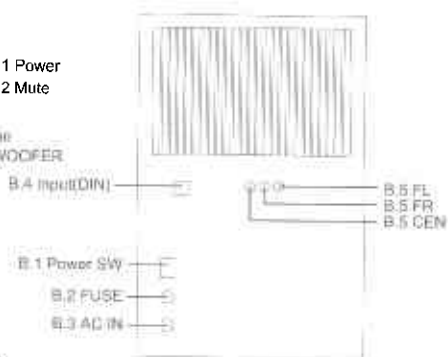 1 Power
2 Mute
WOOFER
B.4 Input(DIN)
B.5 FL
B.5 FR
B.5 CEN
B.1 Power SW
B.2 FUSE
B.3 AC IN